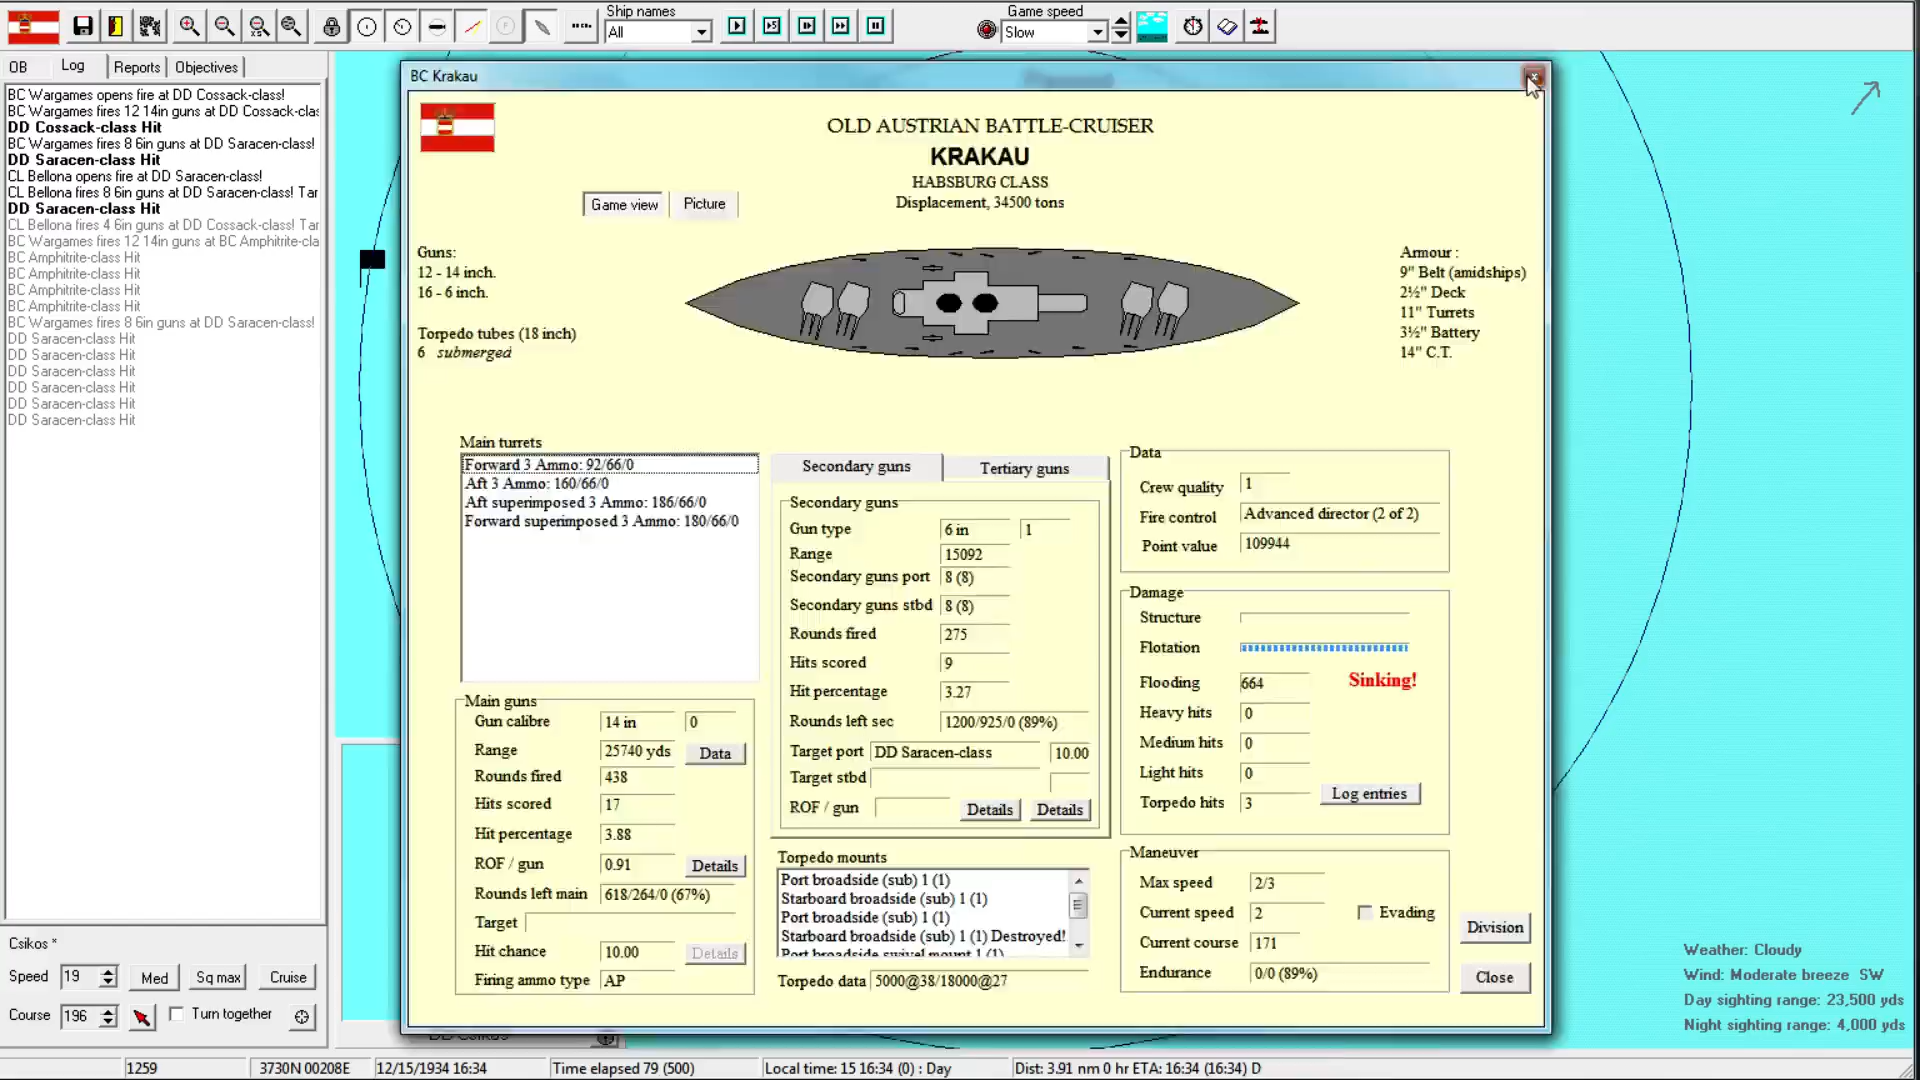 Ship names
All
Game speed
Slow
OB
Log
Reports
Objectives
BC Wargames opens fire at DD Cossack-class!
BC Wargames fires 12 14in guns at DD Cossack-clas
DD Cossack-class Hit
BC Wargames fires 8 6in guns at DD Saracen-class!
DD Saracen-class Hit
CL Bellona opens fire at DD Saracen-class!
CL Bellona fires 8 6in guns at DD Saracen-class! Tar
DD Saracen-class Hit
CL Bellona fires 4 6in guns at DD Cossack-class! Tar
BC Wargames fires 12 14in guns at BC Amphitrite-cla
BC Amphitrite-class Hit
BC Amphitrite-class Hit
BC Amphitrite-class Hit
BC Amphitrite-class Hit
BC Wargames fires 8 6in guns at DD Saracen-class!
DD Saracen-class Hit
DD Saracen-class Hit
DD Saracen-class Hit
DD Saracen-class Hit
DD Saracen-class Hit
DD Saracen-class Hit
Csikos *
Speed 19 Med Sq max Cruise
Course 196 Turn together
BC Krakau
OLD AUSTRIAN BATTLE-CRUISER
KRAKAU
HABSBURG CLASS
Displacement, 34500 tons
Game view Picture
Guns:
12 - 14 inch.
16 - 6 inch.
Torpedo tubes (18 inch)
6 submerged
Armour :
9" Belt (amidships)
2½" Deck
11" Turrets
3½" Battery
14" C.T.
Main turrets
Forward 3 Ammo: 92/66/0
Aft 3 Ammo: 160/66/0
Aft superimposed 3 Ammo: 186/66/0
Forward superimposed 3 Ammo: 180/66/0
Main guns
Gun calibre 14 in 0
Range 25740 yds Data
Rounds fired 438
Hits scored 17
Hit percentage 3.88
ROF / gun 0.91 Details
Rounds left main 618/264/0 (67%)
Target
Hit chance 10.00 Details
Firing ammo type AP
Secondary guns Tertiary guns
Secondary guns
Gun type 6 in 1
Range 15092
Secondary guns port 8 (8)
Secondary guns stbd 8 (8)
Rounds fired 275
Hits scored 9
Hit percentage 3.27
Rounds left sec 1200/925/0 (89%)
Target port DD Saracen-class 10.00
Target stbd
ROF / gun Details Details
Torpedo mounts
Port broadside (sub) 1 (1)
Starboard broadside (sub) 1 (1)
Port broadside (sub) 1 (1)
Starboard broadside (sub) 1 (1) Destroyed!
Port broadside swivel mount 1 (1)
Torpedo data 5000@38/18000@27
Data
Crew quality 1
Fire control Advanced director (2 of 2)
Point value 109944
Damage
Structure
Flotation
Flooding 664 Sinking!
Heavy hits 0
Medium hits 0
Light hits 0
Torpedo hits 3 Log entries
Maneuver
Max speed 2/3
Current speed 2 Evading
Current course 171
Endurance 0/0 (89%)
Division
Close
Weather: Cloudy
Wind: Moderate breeze SW
Day sighting range: 23,500 yds
Night sighting range: 4,000 yds
1259 3730N 00208E 12/15/1934 16:34 Time elapsed 79 (500) Local time: 15 16:34 (0) : Day Dist: 3.91 nm 0 hr ETA: 16:34 (16:34) D